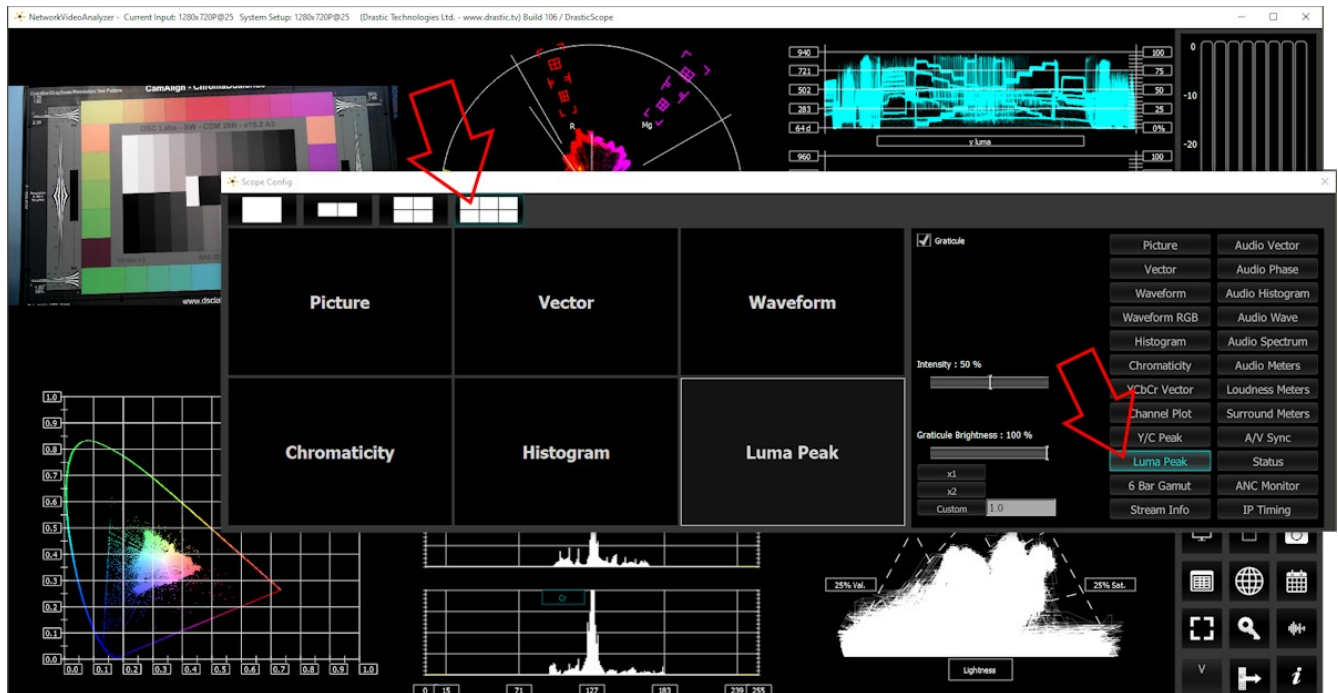 NetworkVideoAnalyzer - Current Input: 1280x720P@25 System Setup: 1280x720P@25 (Drastic Technologies Ltd. - www.drastic.tv) Build 106 / DrasticScope
CamAlign - ChromaDuMonde
DSC Labs - SW - CDM 28R - v15.2 A3
R
Mg
940
721
502
283
64d
100
75
50
25
0%
y luma
960
100
0
-10
-20
Scope Config
Picture
Vector
Waveform
Chromaticity
Histogram
Luma Peak
Graticule
Intensity : 50 %
Graticule Brightness : 100 %
x1
x2
Custom 1.0
Picture Audio Vector
Vector Audio Phase
Waveform Audio Histogram
Waveform RGB Audio Wave
Histogram Audio Spectrum
Chromaticity Audio Meters
YCbCr Vector Loudness Meters
Channel Plot Surround Meters
Y/C Peak A/V Sync
Luma Peak Status
6 Bar Gamut ANC Monitor
Stream Info IP Timing
1.0
0.9
0.8
0.7
0.6
0.5
0.4
0.3
0.2
0.1
0.0
0.0 0.1 0.2 0.3 0.4 0.5 0.6 0.7 0.8 0.9 1.0
Cr
0 15 71 127 183 239 255
25% Val.
25% Sat.
Lightness
V
i